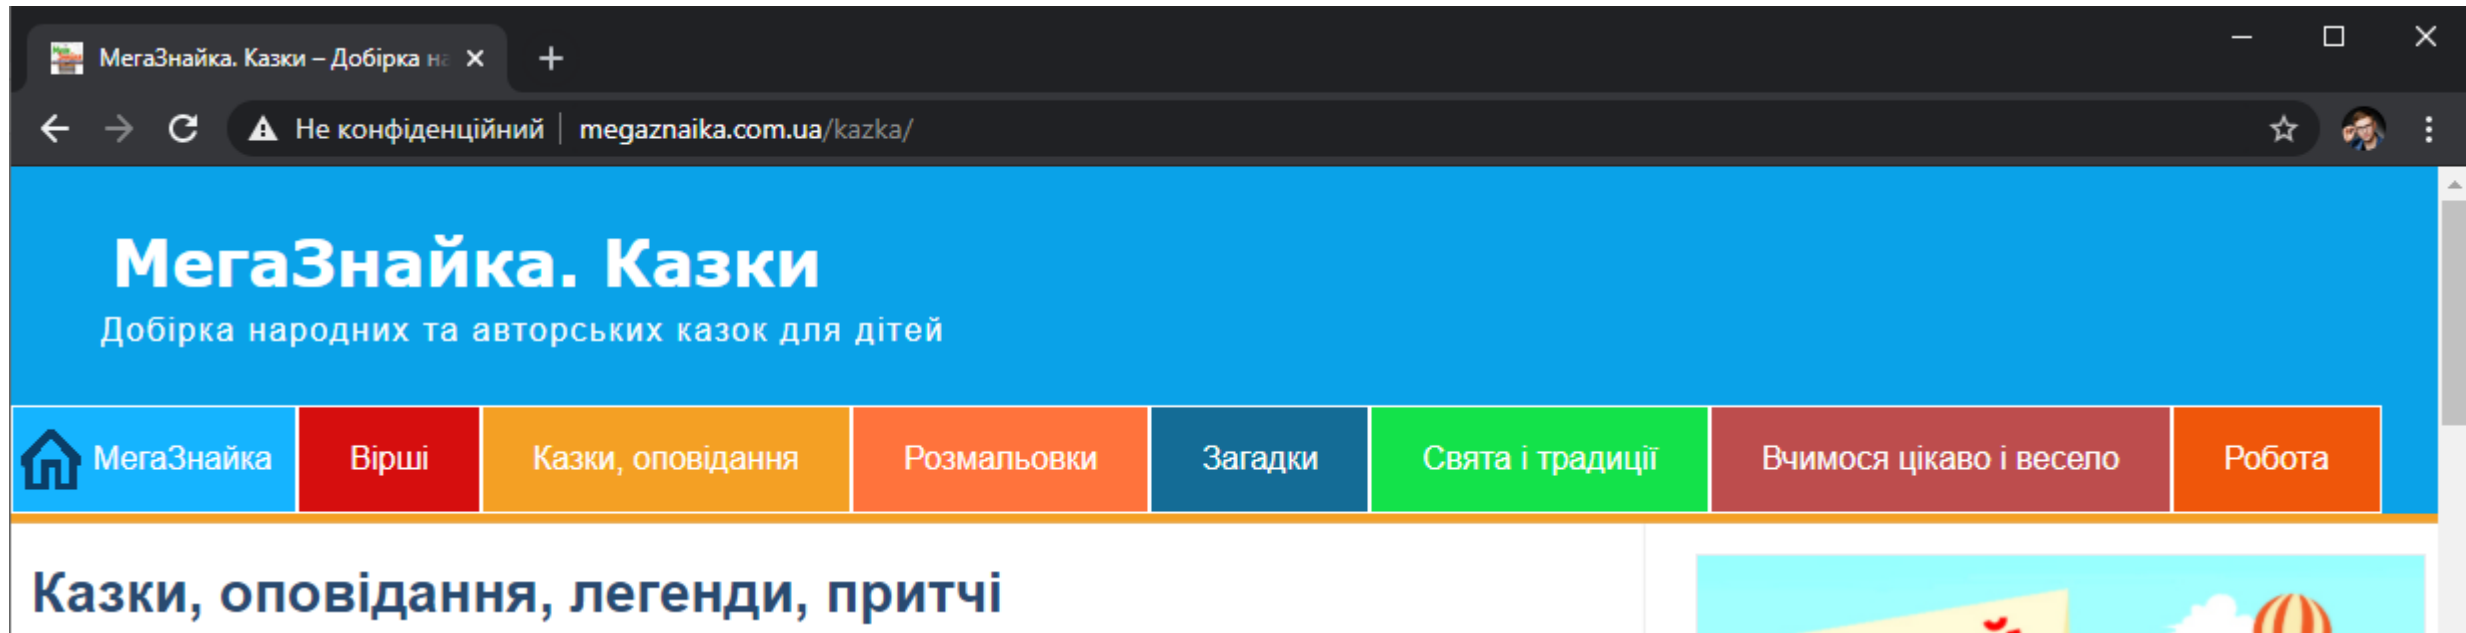 МегаЗнайка. Казки – Добірка
Не конфіденційний megaznaika.com.ua/kazka/
МегаЗнайка. Казки
Добірка народних та авторських казок для дітей
МегаЗнайка Вірші Казки, оповідання Розмальовки Загадки Свята і традиції Вчимося цікаво і весело Робота
Казки, оповідання, легенди, притчі